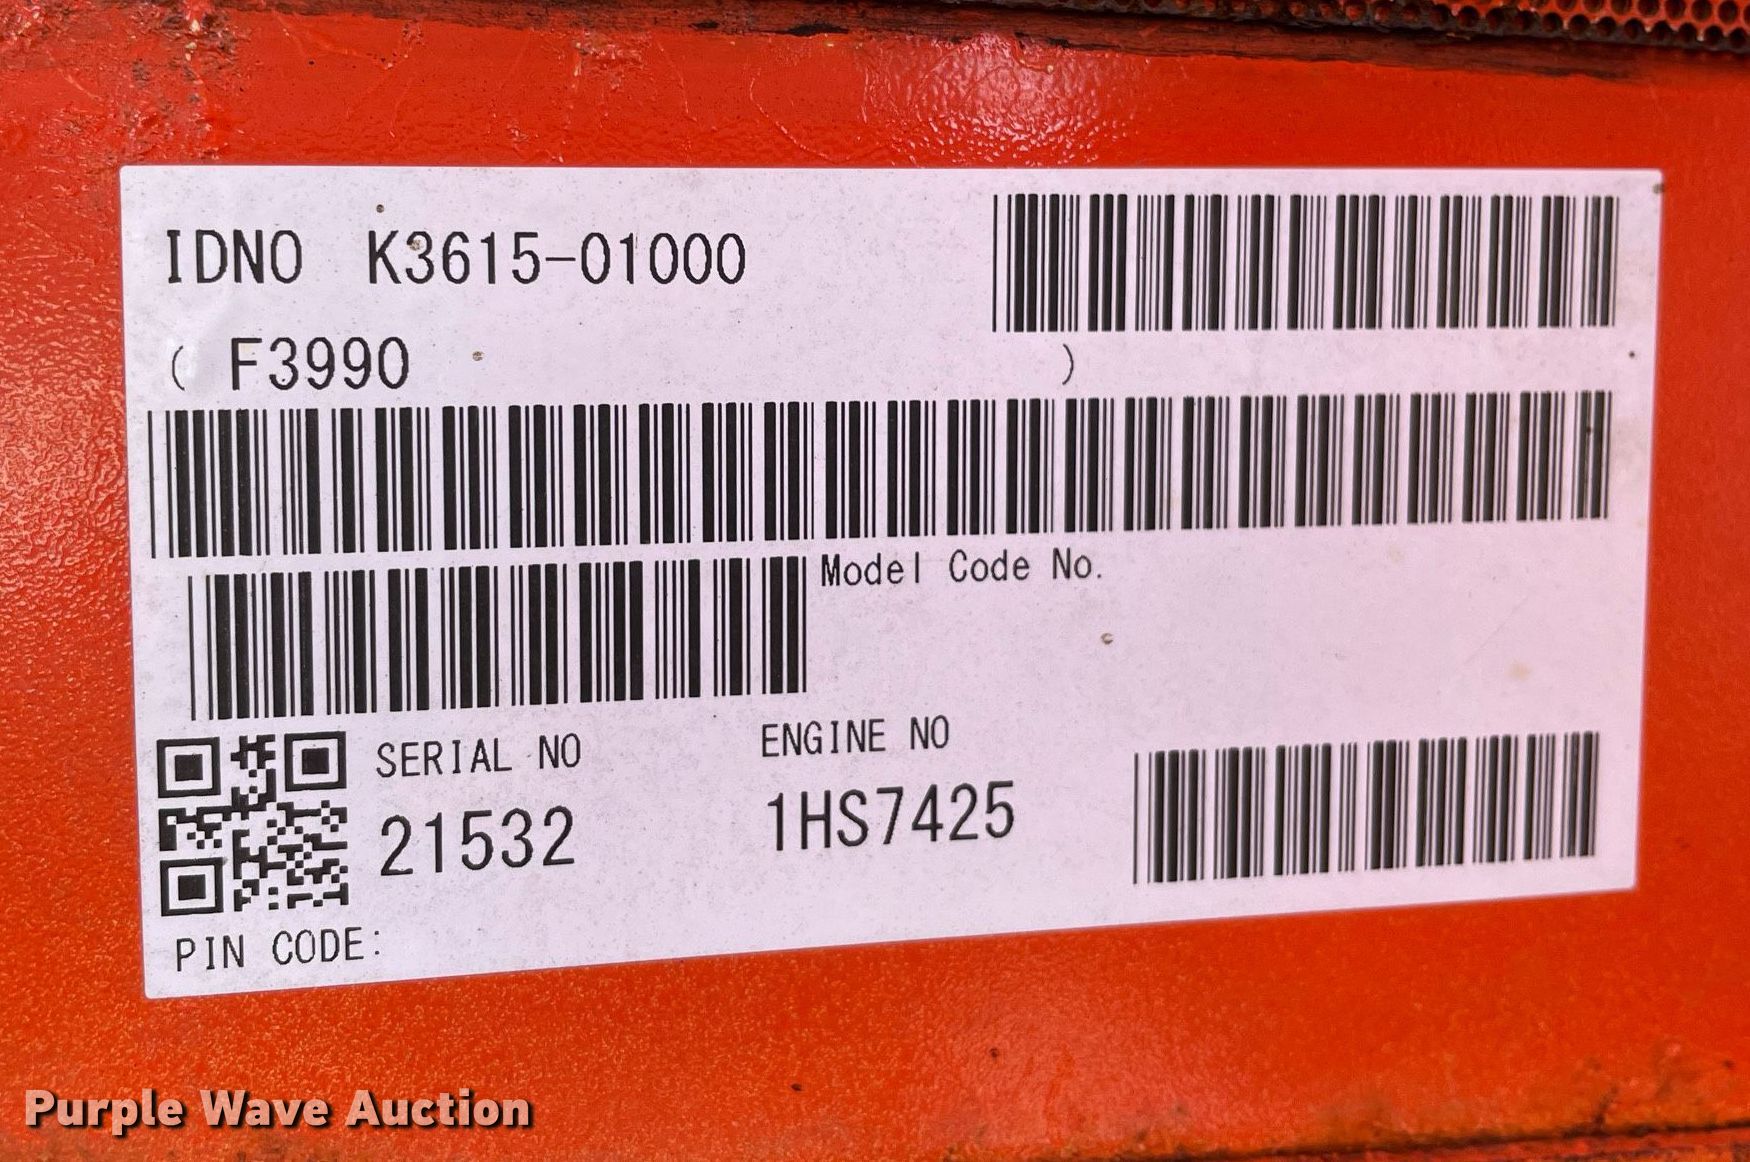 IDNO K3615-01000
( F3990 )
Model Code No.
SERIAL NO ENGINE NO
21532 1HS7425
PIN CODE:
Purple Wave Auction